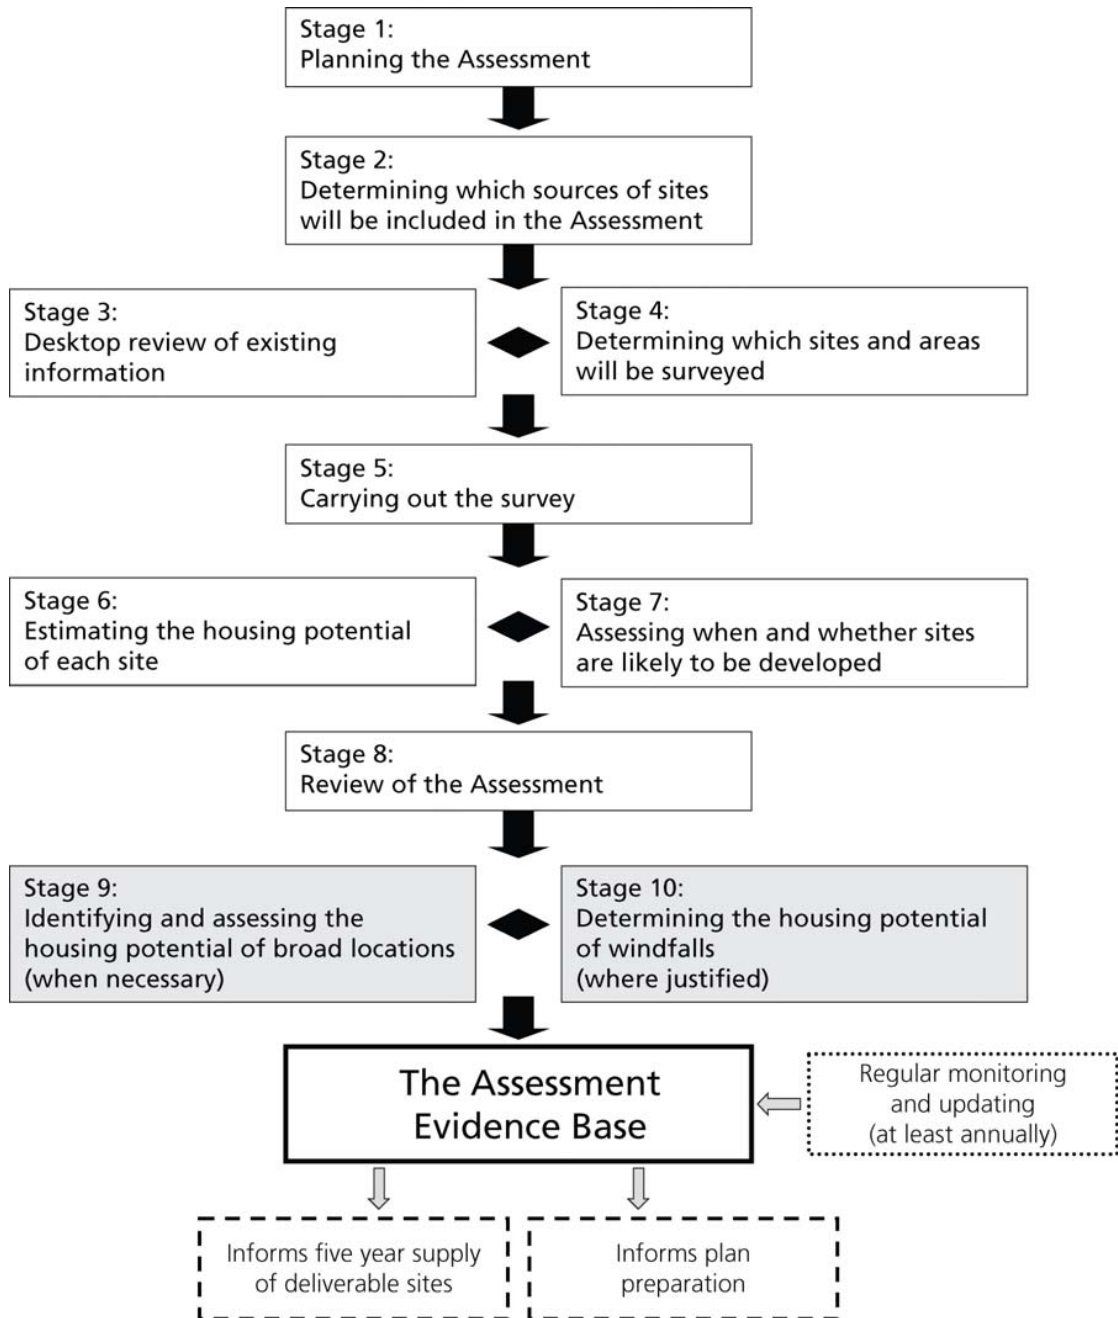 Stage 1:
Planning the Assessment
Stage 2:
Determining which sources of sites
will be included in the Assessment
Stage 3:
Desktop review of existing
information
Stage 4:
Determining which sites and areas
will be surveyed
Stage 5:
Carrying out the survey
Stage 6:
Estimating the housing potential
of each site
Stage 7:
Assessing when and whether sites
are likely to be developed
Stage 8:
Review of the Assessment
Stage 9:
Identifying and assessing the
housing potential of broad locations
(when necessary)
Stage 10:
Determining the housing potential
of windfalls
(where justified)
The Assessment
Evidence Base
Regular monitoring
and updating
(at least annually)
Informs five year supply
of deliverable sites
Informs plan
preparation